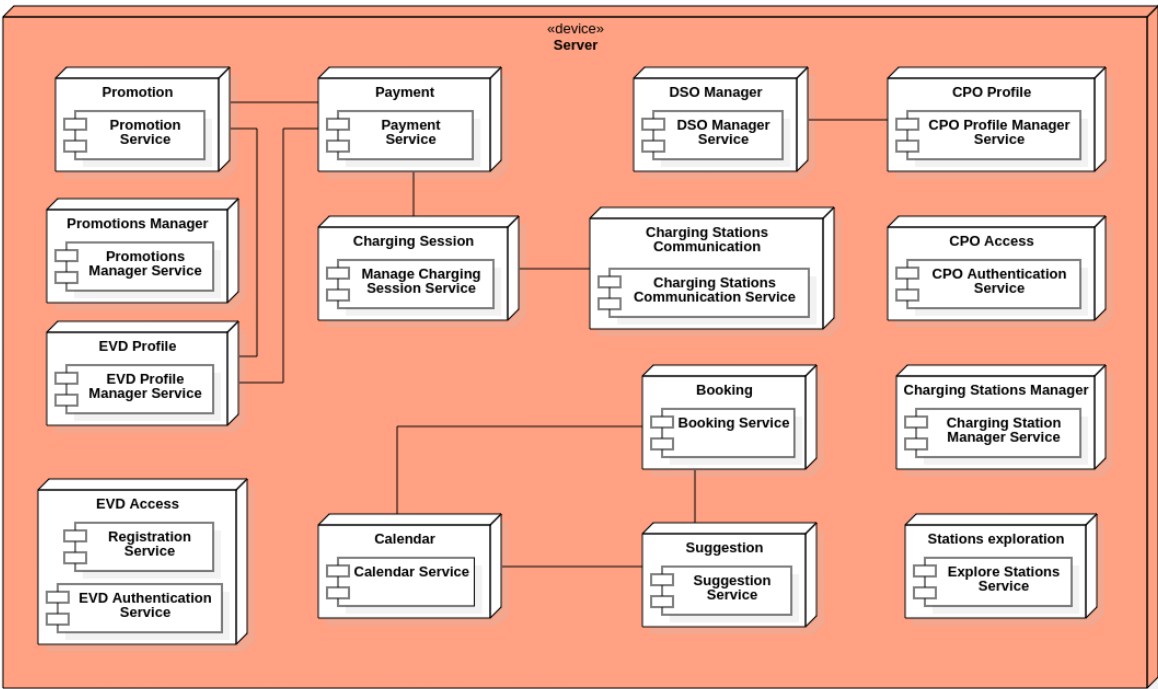 «device»
Server
Promotion
Promotion
Service
Payment
Payment
Service
DSO Manager
DSO Manager
Service
CPO Profile
CPO Profile Manager
Service
Promotions Manager
Promotions
Manager Service
Charging Session
Manage Charging
Session Service
Charging Stations
Communication
Charging Stations
Communication Service
CPO Access
CPO Authentication
Service
EVD Profile
EVD Profile
Manager Service
Booking
Booking Service
Charging Stations Manager
Charging Station
Manager Service
EVD Access
Registration
Service
EVD Authentication
Service
Calendar
Calendar Service
Suggestion
Suggestion
Service
Stations exploration
Explore Stations
Service